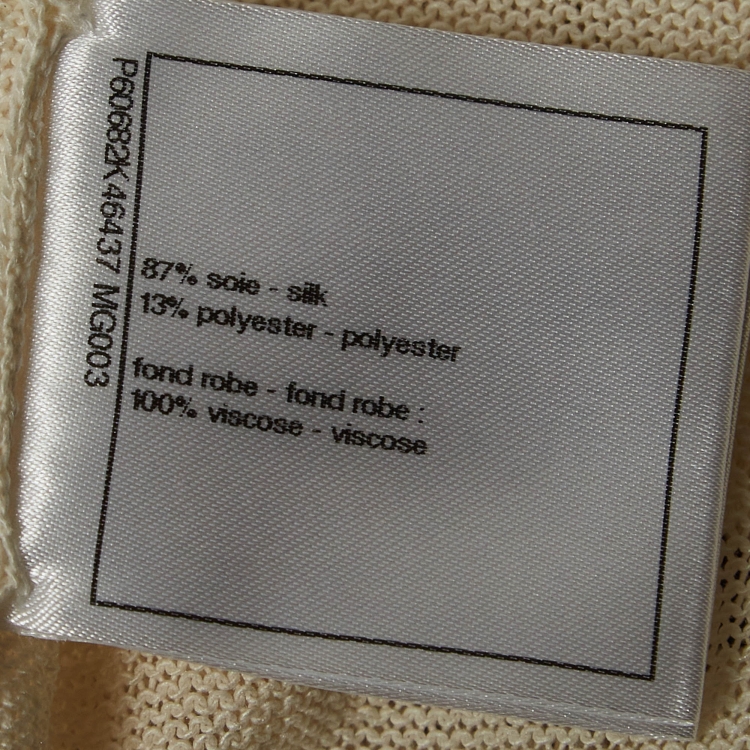 P60682K46437 MG003
87% soie - silk
13% polyester - polyester
fond robe - fond robe :
100% viscose - viscose